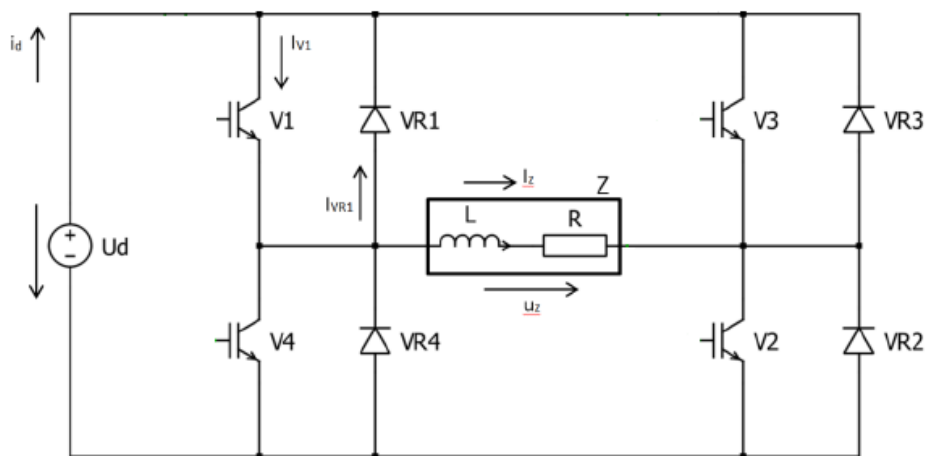 id
IV1
V1
VR1
V3
VR3
IVR1
Iz
Z
L
R
+
-
Ud
uz
V4
VR4
V2
VR2